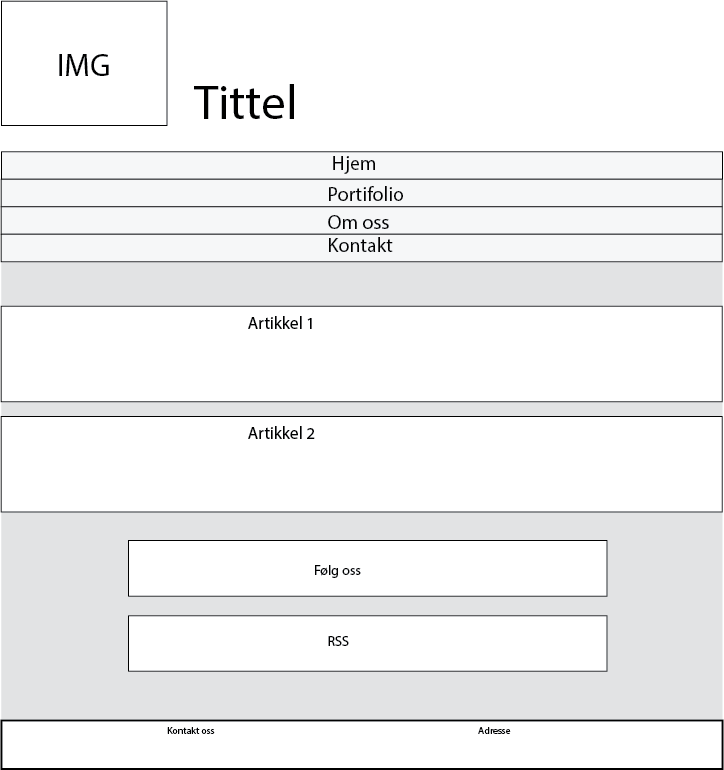 IMG
Tittel
Hjem
Portifolio
Om oss
Kontakt
Artikkel 1
Artikkel 2
Følg oss
RSS
Kontakt oss
Adresse